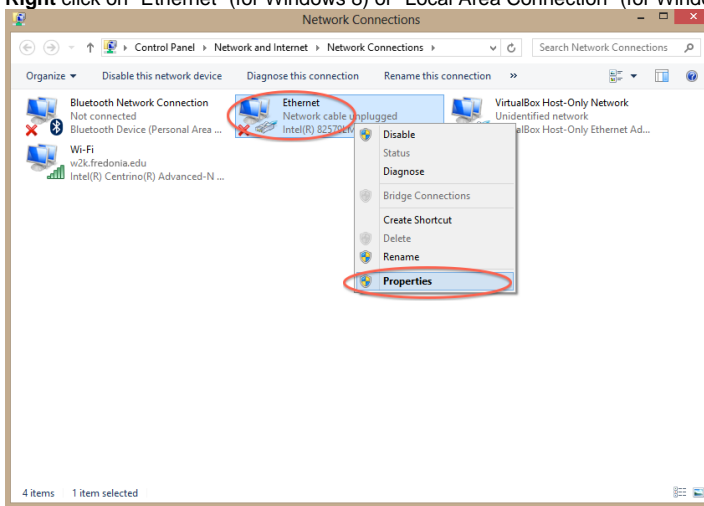 Right click on "Ethernet" (for Windows 8) or "Local Area Connection" (for
Network Connections
Control Panel ▸ Network and Internet ▸ Network Connections ▸
Search Network Connections
Organize
Disable this network device
Diagnose this connection
Rename this connection
»
Bluetooth Network Connection
Not connected
Bluetooth Device (Personal Area ...
Ethernet
Network cable unplugged
Intel(R)
VirtualBox Host-Only Network
Unidentified network
Host-Only Ethernet Ad...
Wi-Fi
w2k.fredonia.edu
Intel(R) Centrino(R) Advanced-N ...
Disable
Status
Diagnose
Bridge Connections
Create Shortcut
Delete
Rename
Properties
4 items
1 item selected